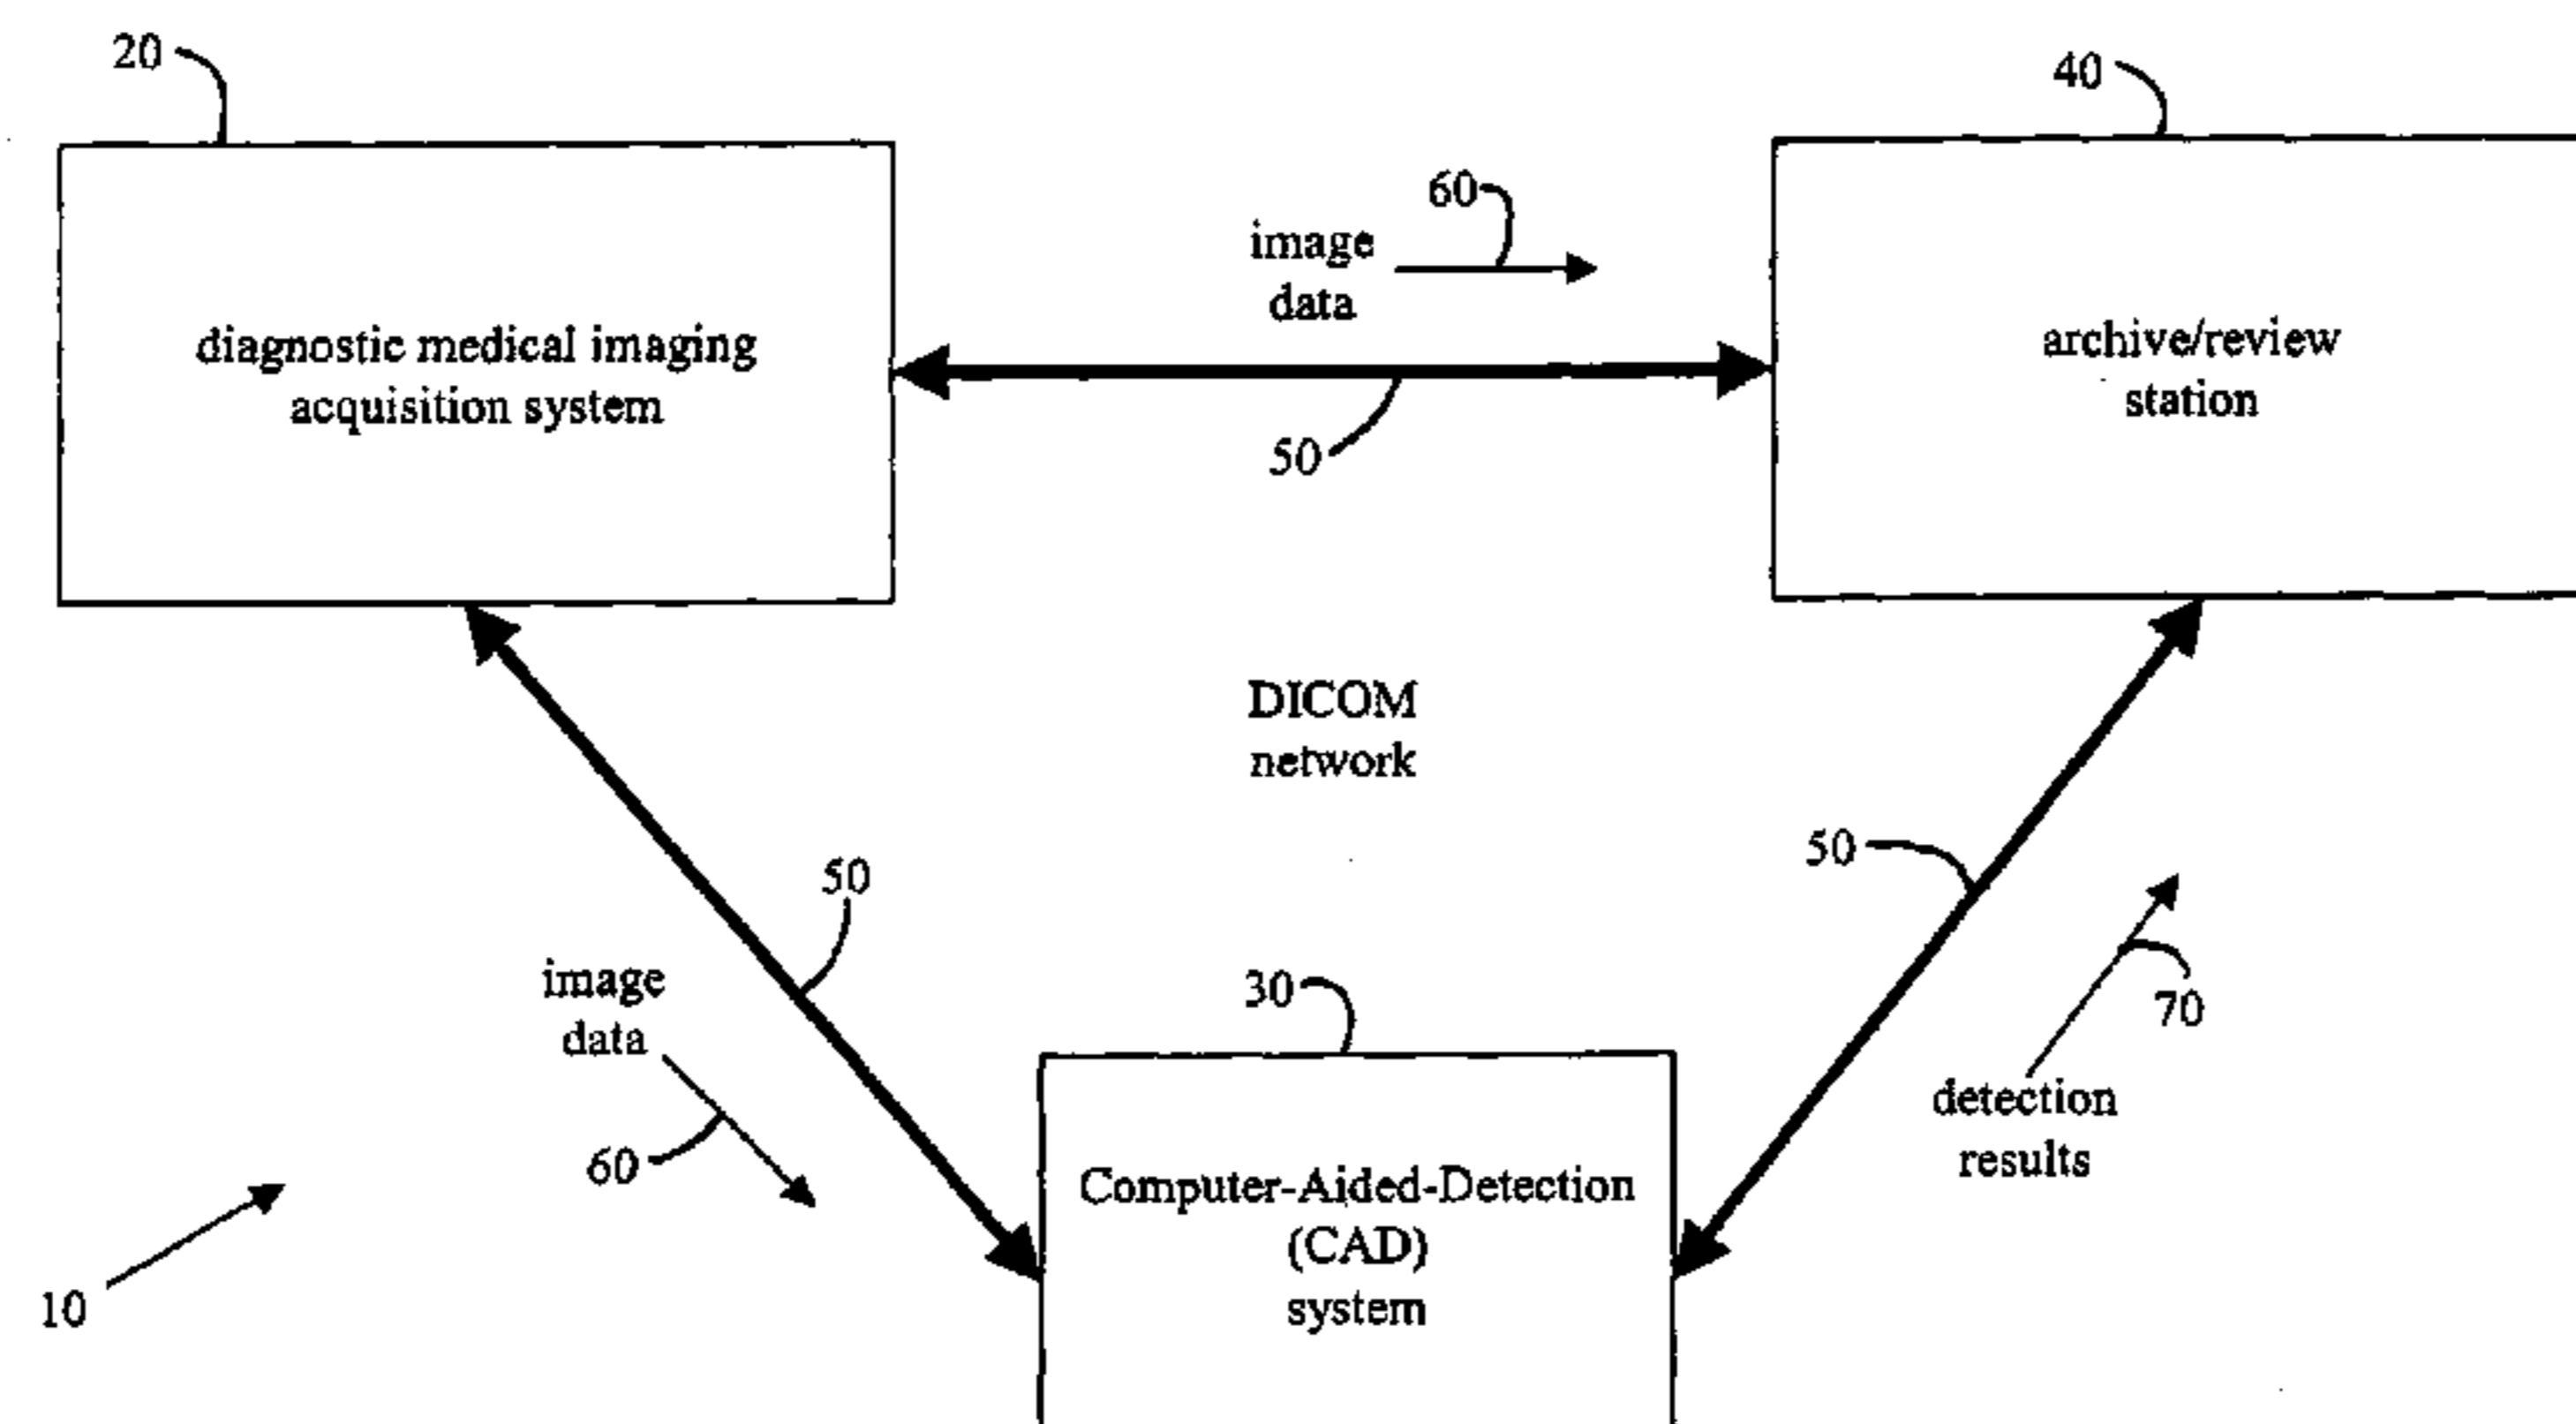 20
40
60
image
data
diagnostic medical imaging
acquisition system
archive/review
station
50
DICOM
network
50
50
image
data
30
70
60
detection
results
Computer-Aided-Detection
(CAD)
system
10